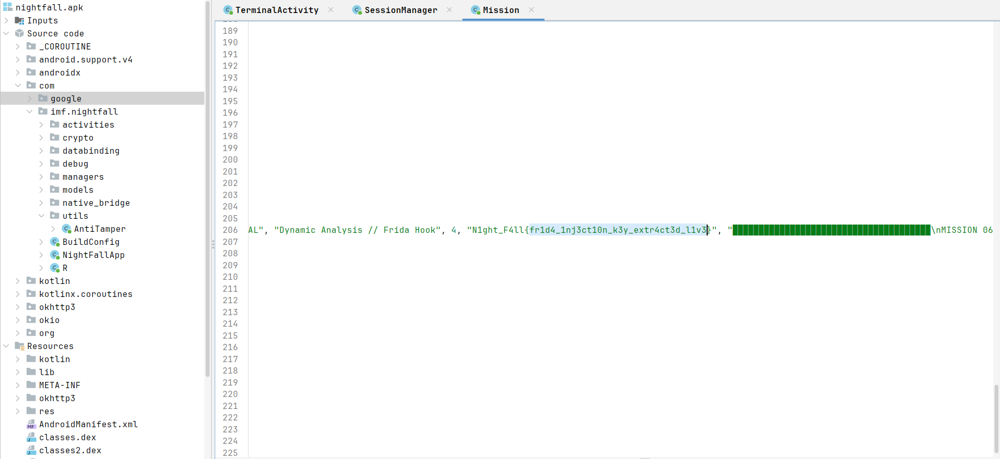 nightfall.apk
Inputs
Source code
_COROUTINE
android.support.v4
androidx
com
google
imf.nightfall
activities
crypto
databinding
debug
managers
models
native_bridge
utils
AntiTamper
BuildConfig
NightFallApp
R
kotlin
kotlinx.coroutines
okhttp3
okio
org
Resources
kotlin
lib
META-INF
okhttp3
res
AndroidManifest.xml
classes.dex
classes2.dex
TerminalActivity
SessionManager
Mission
189
190
191
192
193
194
195
196
197
198
199
200
201
202
203
204
205
206 AL", "Dynamic Analysis // Frida Hook", 4, "N1ght_F4ll{fr1d4_1nj3ct10n_k3y_extr4ct3d_l1v3}", "██████████████████████████████████████\nMISSION 06
207
208
209
210
211
212
213
214
215
216
217
218
219
220
221
222
223
224
225